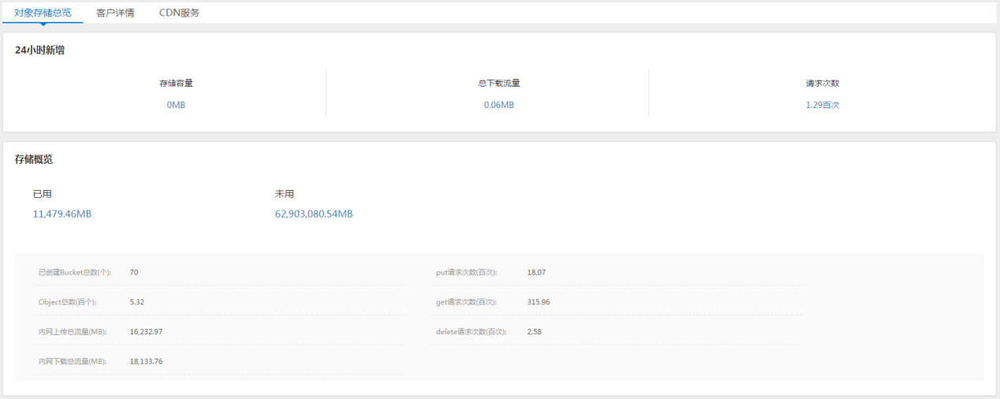 对象存储总览 客户详情 CDN服务
24小时新增
存储容量 总下载流量 请求次数
0MB 0.06MB 1.29百次
存储概览
已用 未用
11,479.46MB 62,903,080.54MB
已创建Bucket总数(个): 70 put请求次数(百次): 18.07
Object总数(百个): 5.32 get请求次数(百次): 315.96
内网上传总流量(MB): 16,232.97 delete请求次数(百次): 2.58
内网下载总流量(MB): 18,133.76